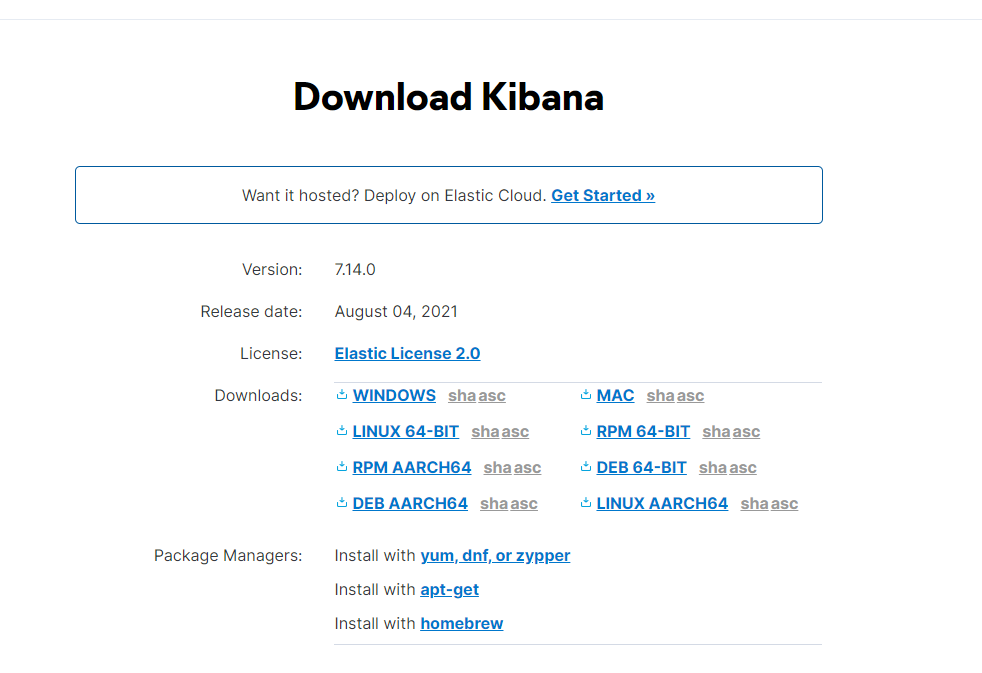 Download Kibana
Want it hosted? Deploy on Elastic Cloud. Get Started »
Version: 7.14.0
Release date: August 04, 2021
License: Elastic License 2.0
Downloads: WINDOWS sha asc MAC sha asc
LINUX 64-BIT sha asc RPM 64-BIT sha asc
RPM AARCH64 sha asc DEB 64-BIT sha asc
DEB AARCH64 sha asc LINUX AARCH64 sha asc
Package Managers: Install with yum, dnf, or zypper
Install with apt-get
Install with homebrew